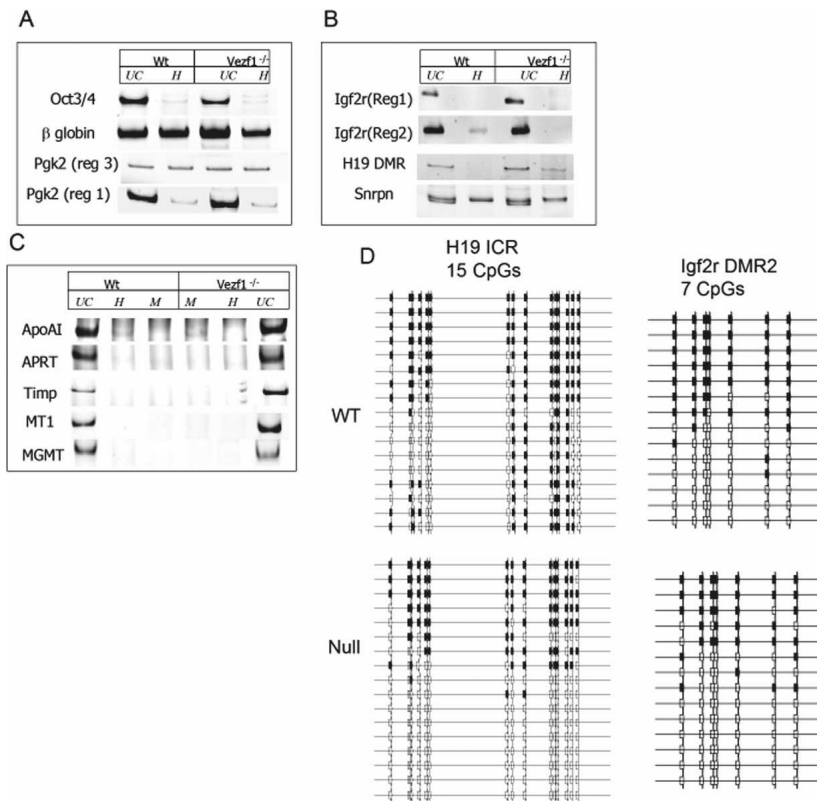 A
Wt Vezf1 -/-
UC H UC H
Oct3/4
β globin
Pgk2 (reg 3)
Pgk2 (reg 1)
B
Wt Vezf1 -/-
UC H UC H
Igf2r(Reg1)
Igf2r(Reg2)
H19 DMR
Snrpn
C
Wt Vezf1 -/-
UC H M M H UC
ApoAI
APRT
Timp
MT1
MGMT
D
H19 ICR
15 CpGs
Igf2r DMR2
7 CpGs
WT
Null